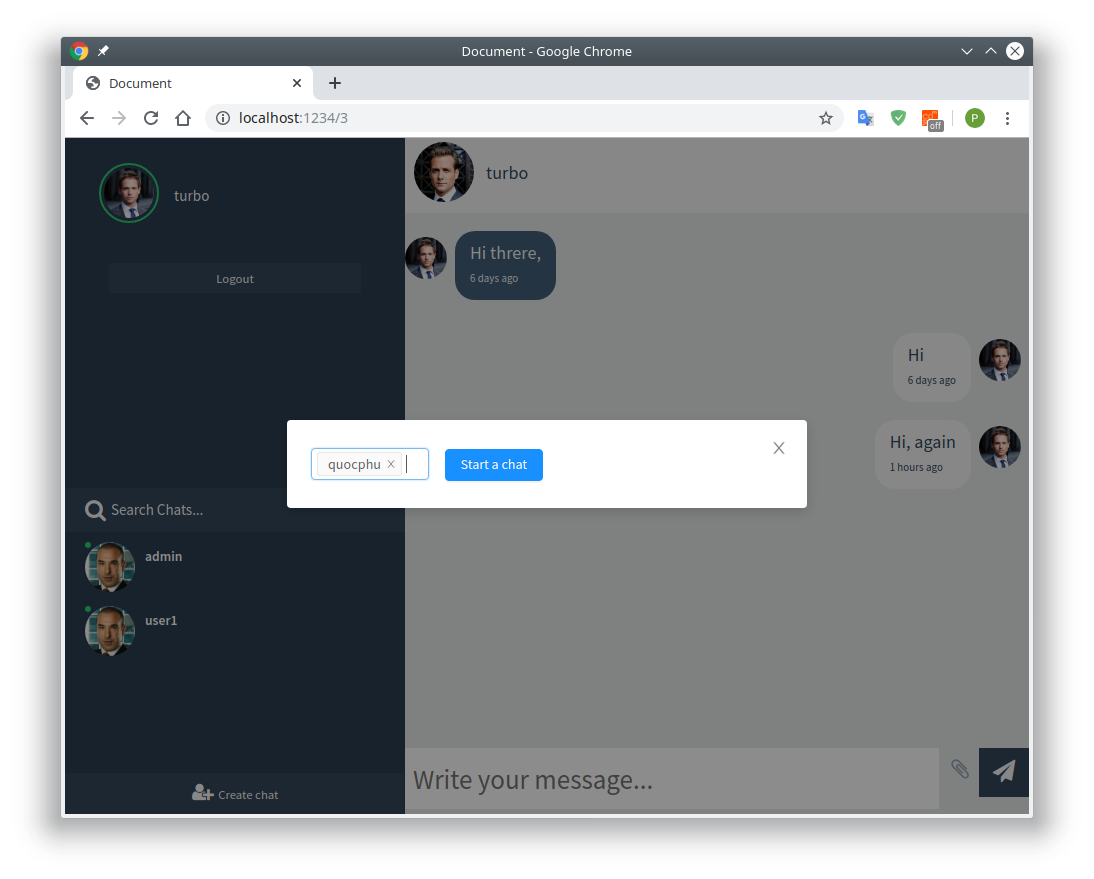 Document - Google Chrome
Document
localhost:1234/3
G
off
P
turbo
Logout
turbo
Hi threre,
6 days ago
Hi
6 days ago
Hi, again
1 hours ago
quocphu
Start a chat
Search Chats...
admin
user1
Create chat
Write your message...